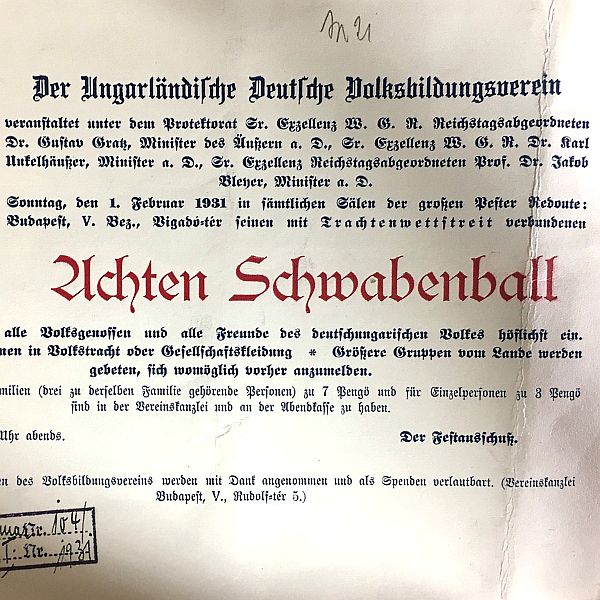 Der Ungarländische Deutsche Volksbildungsverein
veranstaltet unter dem Protektorat Sr. Exzellenz W. G. R. Reichstagsabgeordneten
Dr. Gustav Gratz, Minister des Äußern a. D., Sr. Exzellenz W. G. R. Dr. Karl
Unkelhäußer, Minister a. D., Sr. Exzellenz Reichstagsabgeordneten Prof. Dr. Jakob
Bleyer, Minister a. D.
Sonntag, den 1. Februar 1931 in sämtlichen Sälen der großen Pester Redoute:
Budapest, V. Bez., Vigadó-tér seinen mit Trachtenwettstreit verbundenen
Achten Schwabenball
alle Volksgenossen und alle Freunde des deutschungarischen Volkes höflichst ein.
nen in Volkstracht oder Gesellschaftskleidung * Größere Gruppen vom Lande werden
gebeten, sich womöglich vorher anzumelden.
milien (drei zu derselben Familie gehörende Personen) zu 7 Pengö und für Einzelpersonen zu 3 Pengö
sind in der Vereinskanzlei und an der Abendkasse zu haben.
Uhr abends. Der Festausschuß.
en des Volksbildungsvereins werden mit Dank angenommen und als Spenden verlautbart. (Vereinskanzlei
Budapest, V., Rudolf-tér 5.)
Nr. 104/
I: Nr. 1931